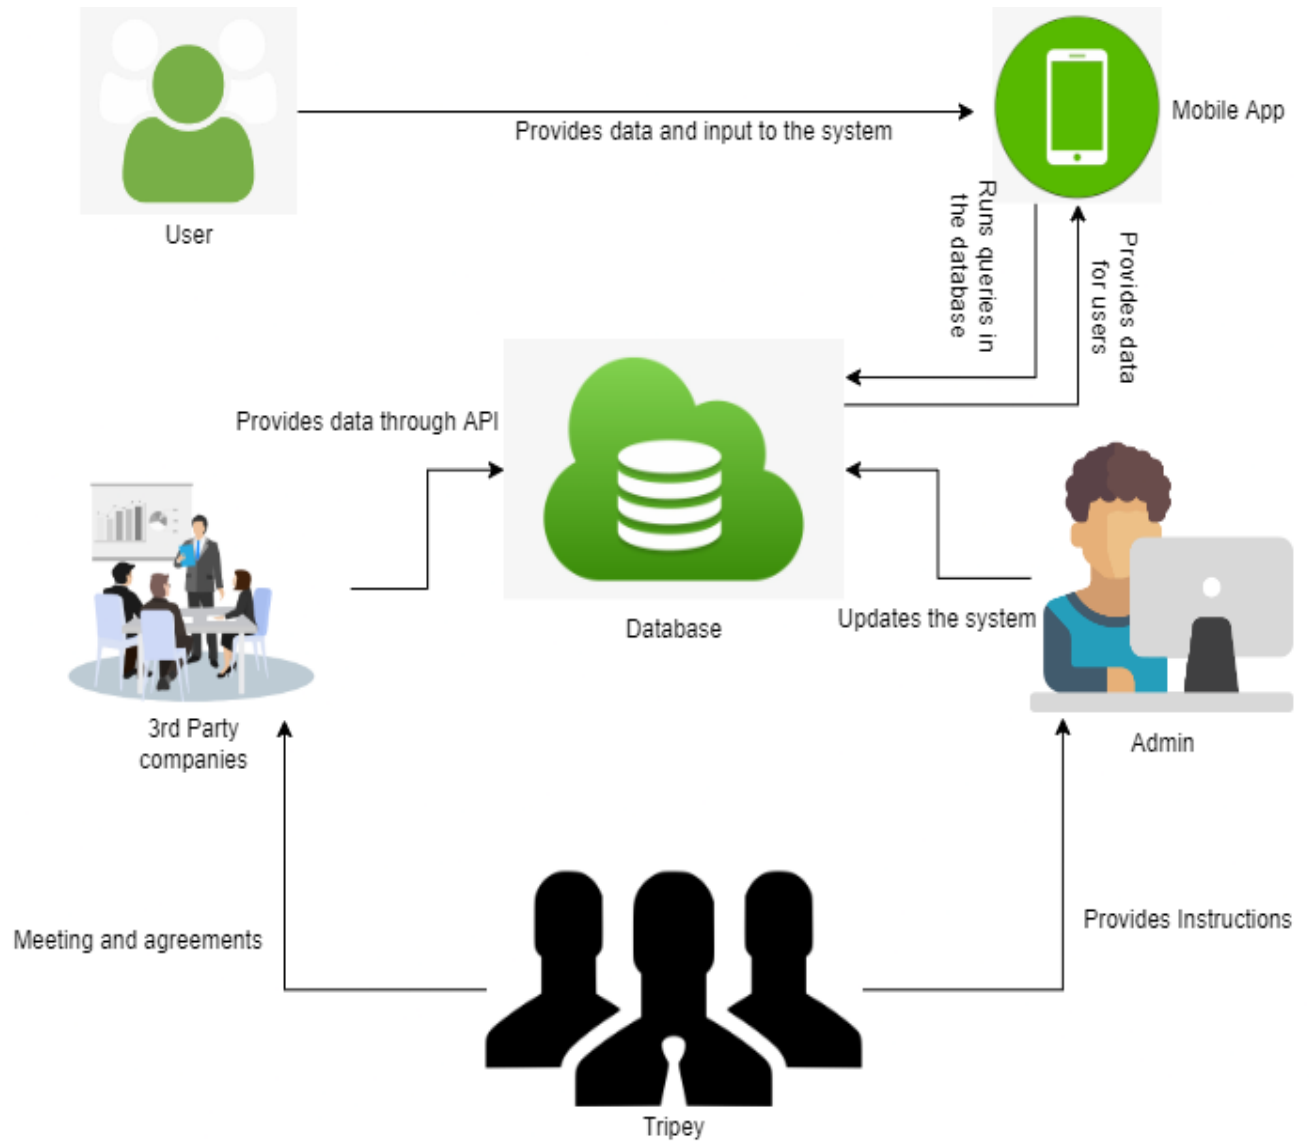 Mobile App
Provides data and input to the system
User
Runs queries in
the database
Provides data
for users
Provides data through API
Database
Updates the system
3rd Party
companies
Admin
Meeting and agreements
Provides Instructions
Tripey